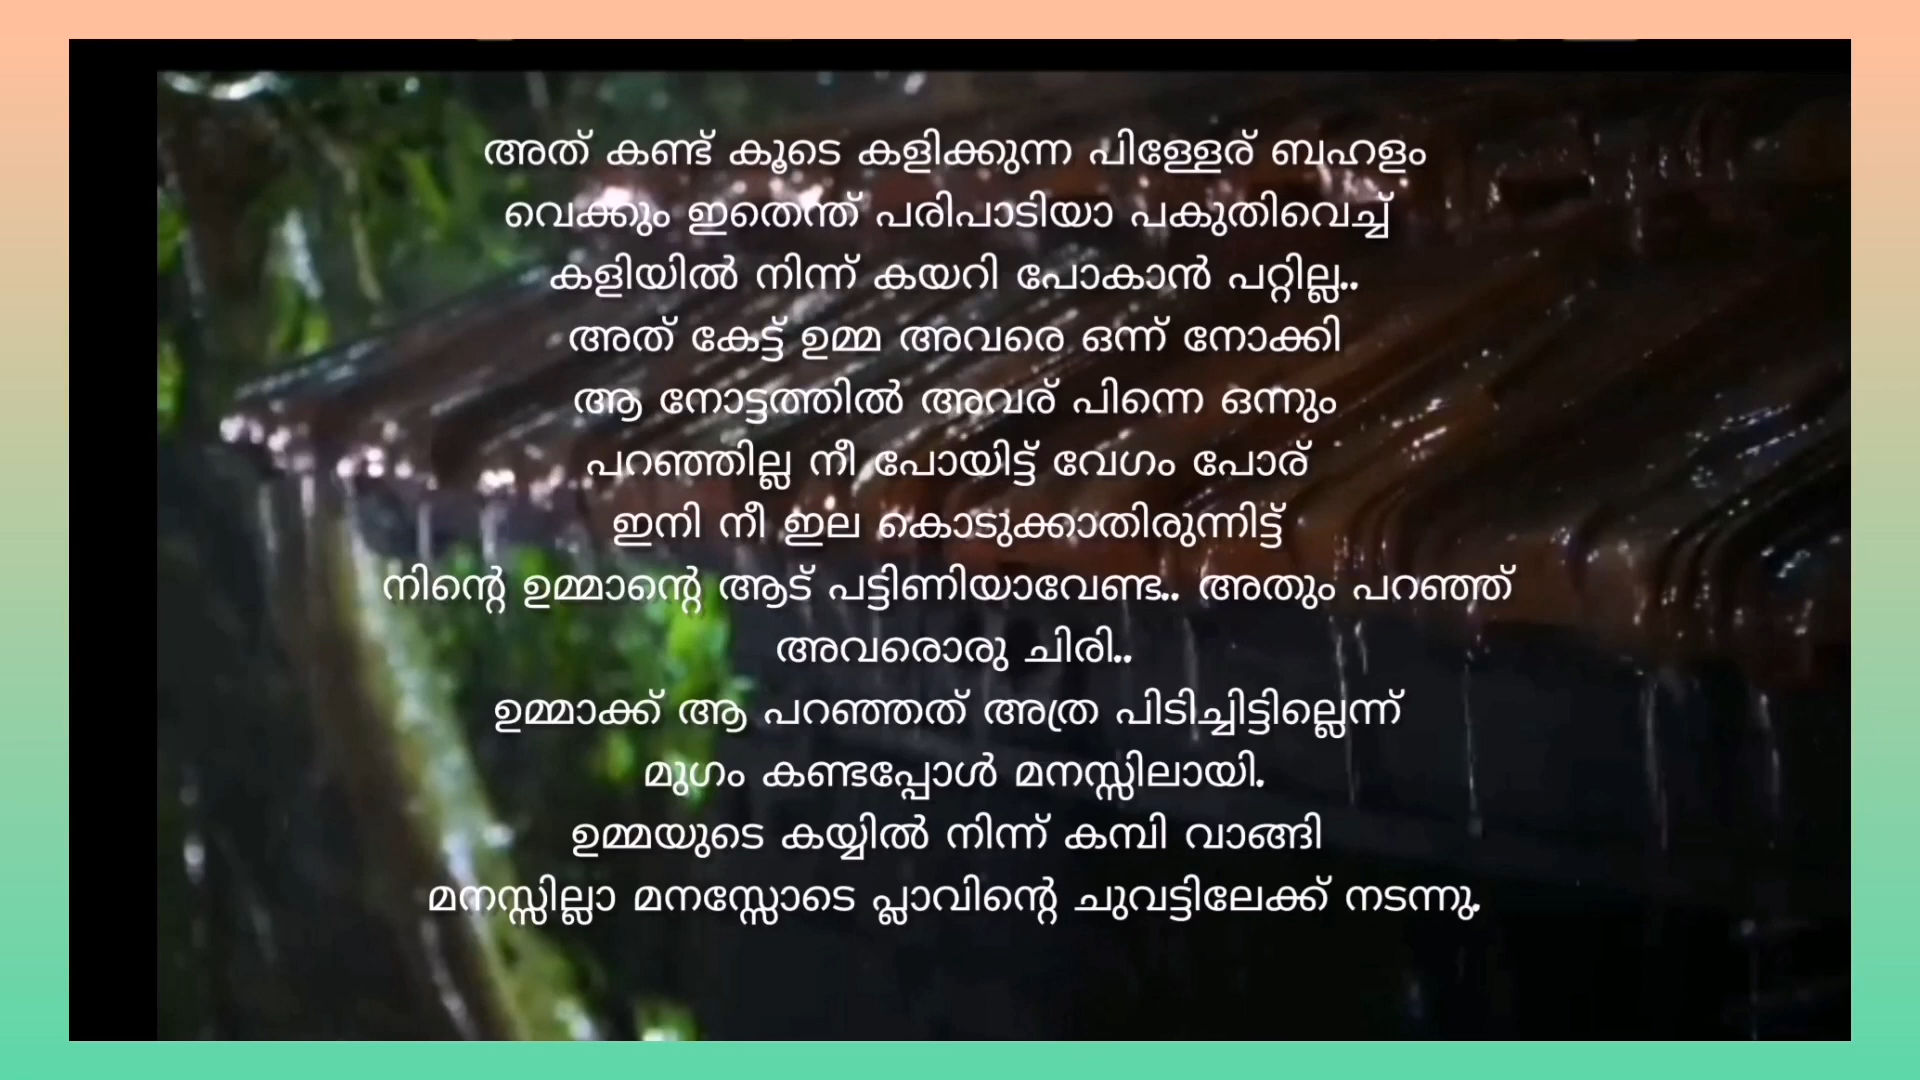 അത് കണ്ട് കൂടെ കളിക്കുന്ന പിള്ളേര് ബഹളം
വെക്കും ഇതെന്ത് പരിപാടിയാ പകുതിവെച്ച്
കളിയിൽ നിന്ന് കയറി പോകാൻ പറ്റില്ല..
അത് കേട്ട് ഉമ്മ അവരെ ഒന്ന് നോക്കി
ആ നോട്ടത്തിൽ അവര് പിന്നെ ഒന്നും
പറഞ്ഞില്ല നീ പോയിട്ട് വേഗം പോര്
ഇനി നീ ഇല കൊടുക്കാതിരുന്നിട്ട്
നിന്റെ ഉമ്മാന്റെ ആട് പട്ടിണിയാവേണ്ട.. അതും പറഞ്ഞ്
അവരൊരു ചിരി..
ഉമ്മാക്ക് ആ പറഞ്ഞത് അത്ര പിടിച്ചിട്ടില്ലെന്ന്
മുഗം കണ്ടപ്പോൾ മനസ്സിലായി.
ഉമ്മയുടെ കയ്യിൽ നിന്ന് കമ്പി വാങ്ങി
മനസ്സില്ലാ മനസ്സോടെ പ്ലാവിന്റെ ചുവട്ടിലേക്ക് നടന്നു.